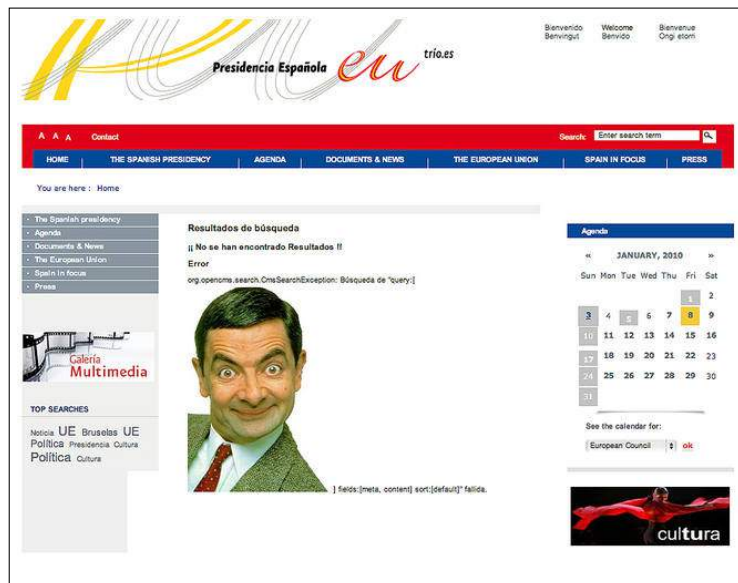 Presidencia Española eu trio.es
Bienvenido Welcome Bienvenue
Benvingut Benvido Ongi etorri
A A A Contact Search: Enter search term
HOME THE SPANISH PRESIDENCY AGENDA DOCUMENTS & NEWS THE EUROPEAN UNION SPAIN IN FOCUS PRESS
You are here : Home
The Spanish presidency
Agenda
Documents & News
The European Union
Spain in focus
Press
Galería
Multimedia
TOP SEARCHES
Noticia UE Bruselas UE
Política Presidencia Cultura
Política Cultura
Resultados de búsqueda
¡¡ No se han encontrado Resultados !!
Error
org.opencms.search.CmsSearchException: Búsqueda de "query:[
] fields:[meta, content] sort:[default]" fallida.
Agenda
« JANUARY, 2010 »
Sun Mon Tue Wed Thu Fri Sat
1 2
3 4 5 6 7 8 9
10 11 12 13 14 15 16
17 18 19 20 21 22 23
24 25 26 27 28 29 30
31
See the calendar for:
European Council ok
cultura